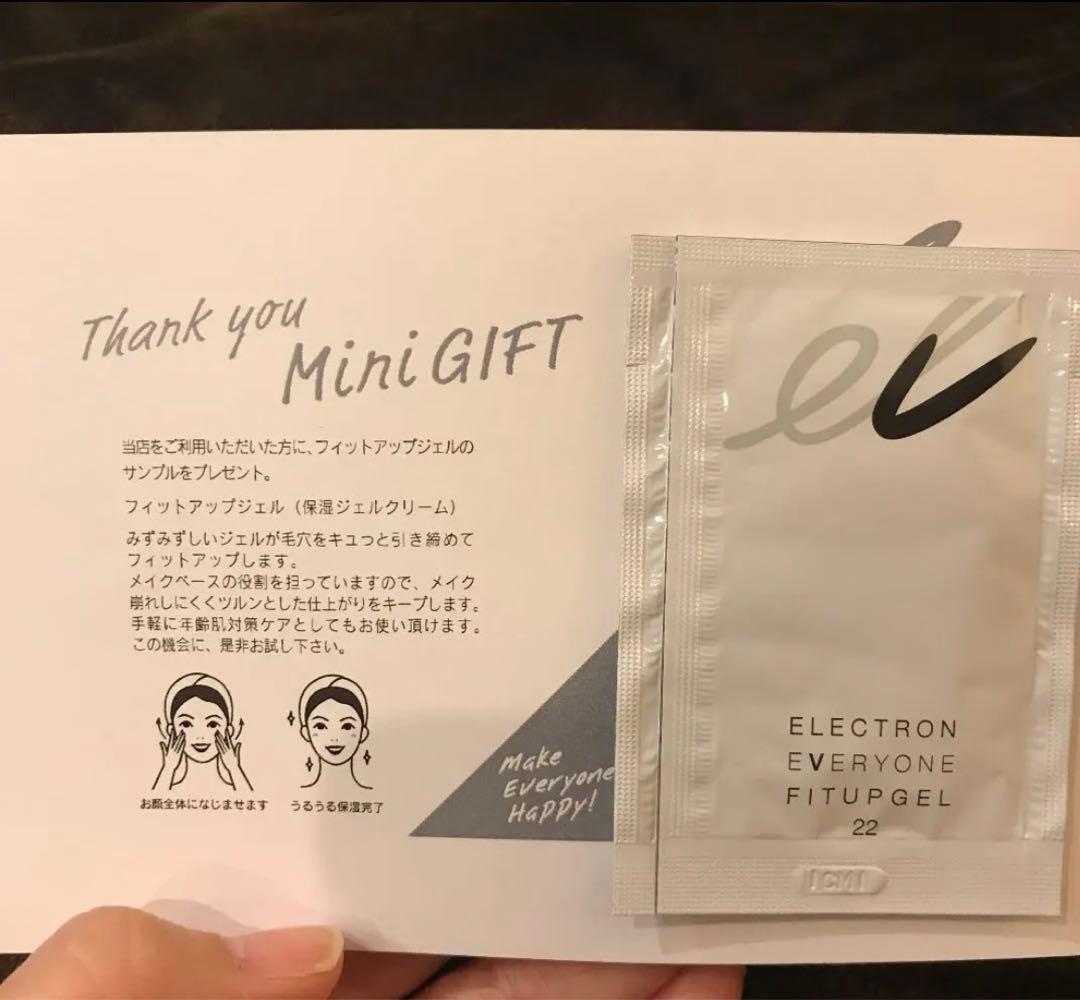 Thank you
Mini GIFT
当店をご利用いただいた方に、フィットアップジェルの
サンプルをプレゼント。
フィットアップジェル（保湿ジェルクリーム）
みずみずしいジェルが毛穴をキュっと引き締めて
フィットアップします。
メイクベースの役割を担っていますので、メイク
崩れしにくくツルンとした仕上がりをキープします。
手軽に年齢肌対策ケアとしてもお使い頂けます。
この機会に、是非お試し下さい。
お顔全体になじませます
うるうる保湿完了
Make
Everyone
Happy!
ev
ELECTRON
EVERYONE
FITUPGEL
22